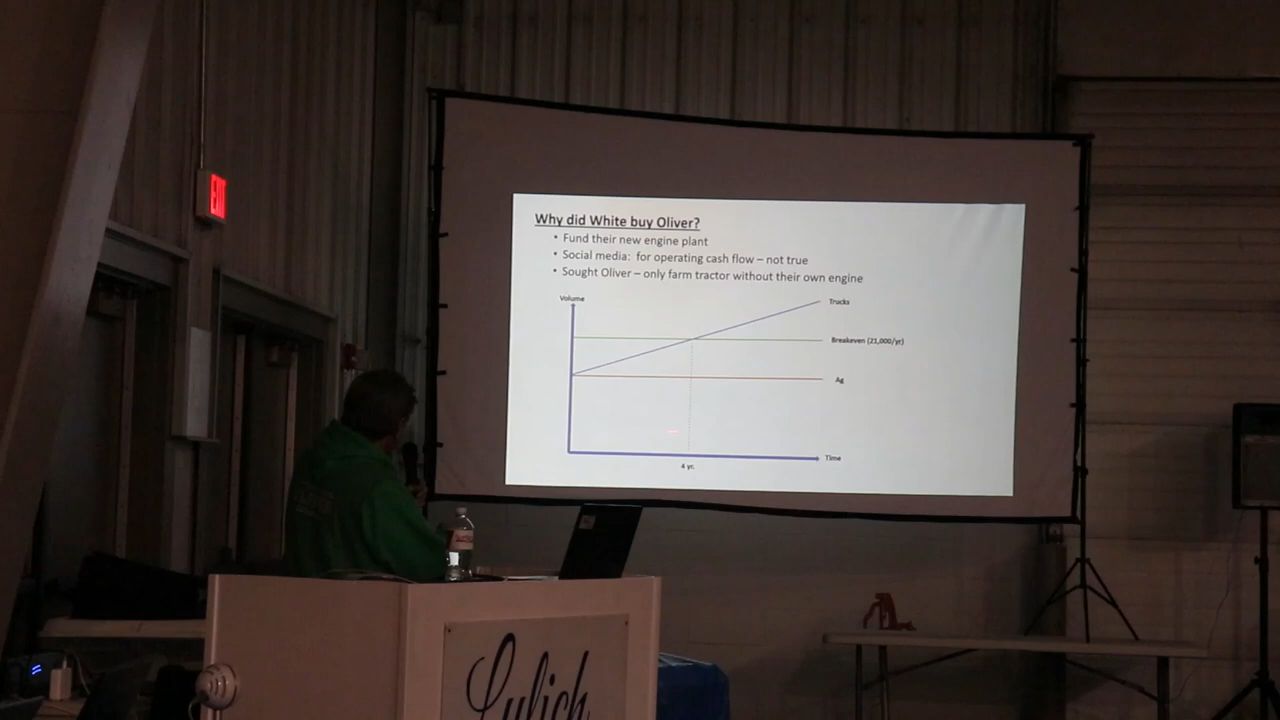 EXIT
Why did White buy Oliver?
• Fund their new engine plant
• Social media: for operating cash flow – not true
• Sought Oliver – only farm tractor without their own engine
Volume
Trucks
Breakeven (21,000/yr)
Ag
Time
4 yr.
Lulich